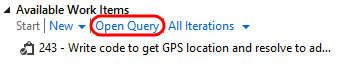 Available Work Items
Start | New | Open Query | All Iterations
243 - Write code to get GPS location and resolve to ad...